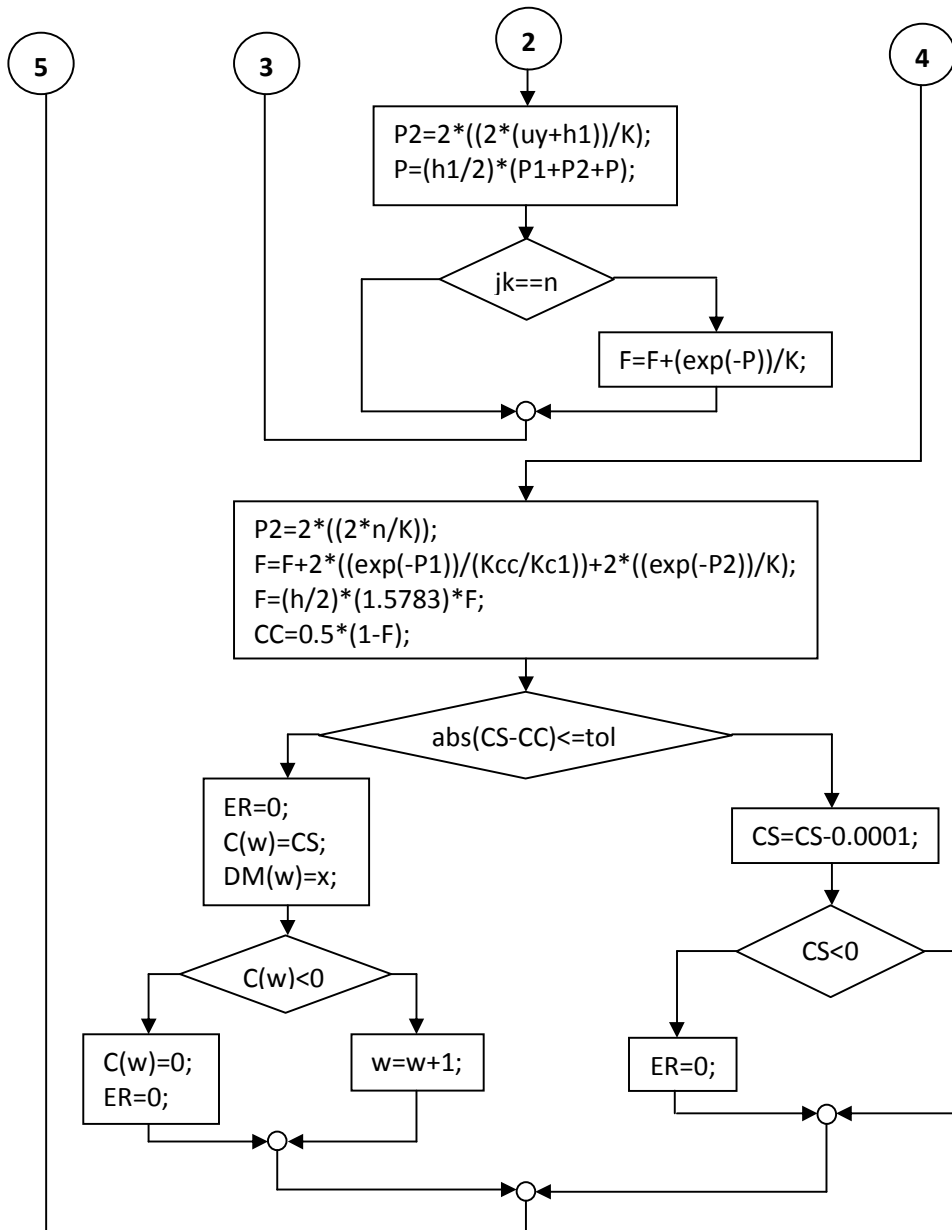 5
3
2
4
P2=2*((2*(uy+h1))/K);
P=(h1/2)*(P1+P2+P);
jk==n
F=F+(exp(-P))/K;
P2=2*((2*n/K));
F=F+2*((exp(-P1))/(Kcc/Kc1))+2*((exp(-P2))/K);
F=(h/2)*(1.5783)*F;
CC=0.5*(1-F);
abs(CS-CC)<=tol
ER=0;
C(w)=CS;
DM(w)=x;
CS=CS-0.0001;
C(w)<0
CS<0
C(w)=0;
ER=0;
w=w+1;
ER=0;